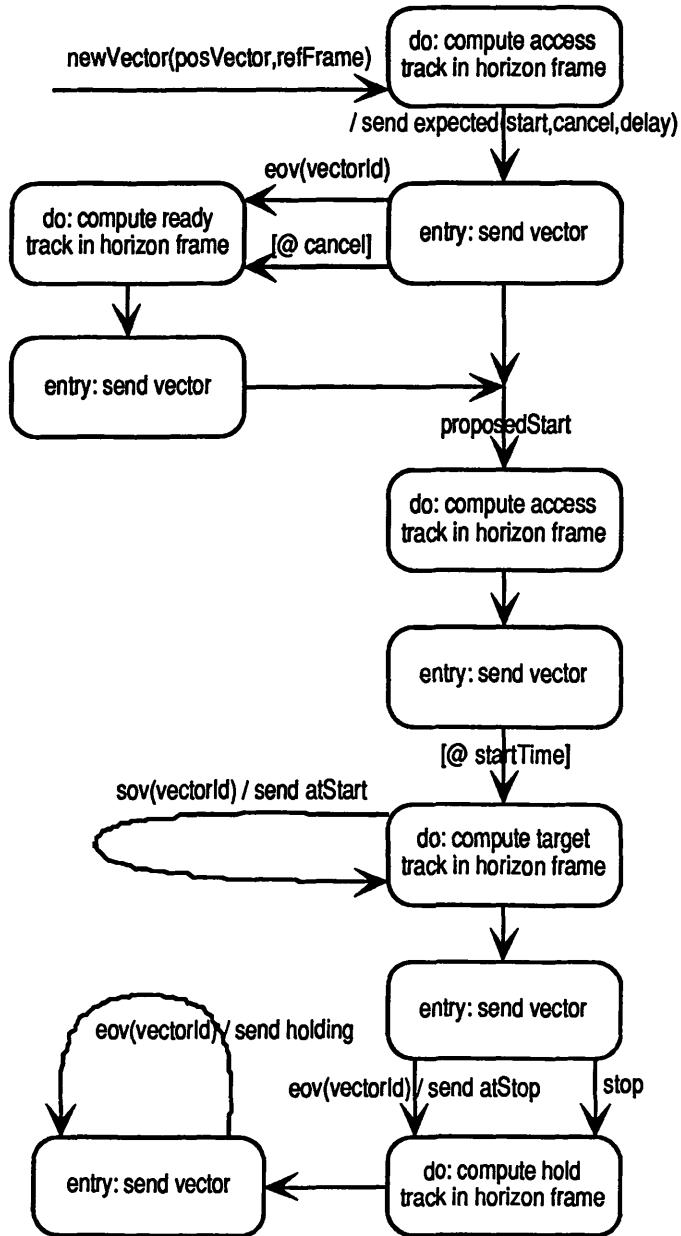 newVector(posVector,refFrame)
do: compute access
track in horizon frame
/ send expected(start,cancel,delay)
eov(vectorId)
do: compute ready
track in horizon frame
[@ cancel]
entry: send vector
entry: send vector
proposedStart
do: compute access
track in horizon frame
entry: send vector
[@ startTime]
sov(vectorId) / send atStart
do: compute target
track in horizon frame
entry: send vector
eov(vectorId) / send holding
eov(vectorId) / send atStop
stop
entry: send vector
do: compute hold
track in horizon frame